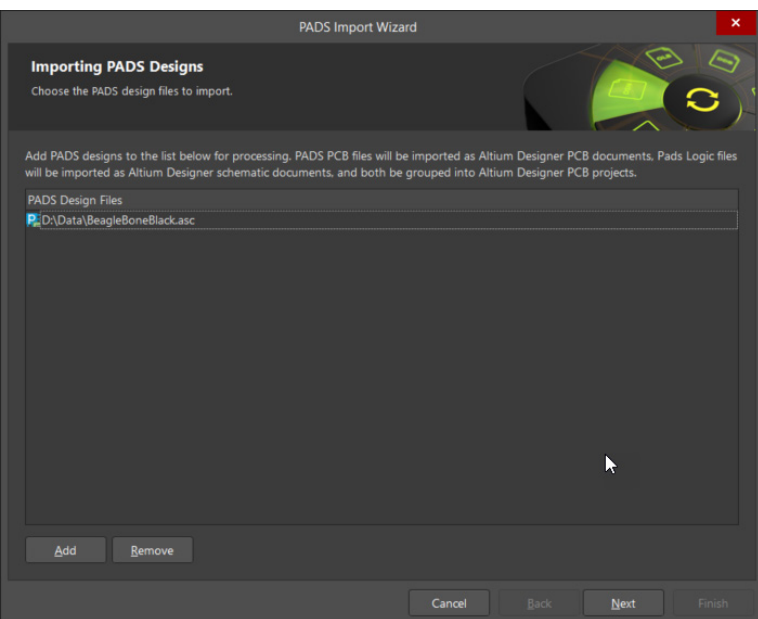 PADS Import Wizard
Importing PADS Designs
Choose the PADS design files to import.
Add PADS designs to the list below for processing. PADS PCB files will be imported as Altium Designer PCB documents, Pads Logic files
will be imported as Altium Designer schematic documents, and both be grouped into Altium Designer PCB projects.
PADS Design Files
D:\Data\BeagleBoneBlack.asc
Add Remove
Cancel Back Next Finish